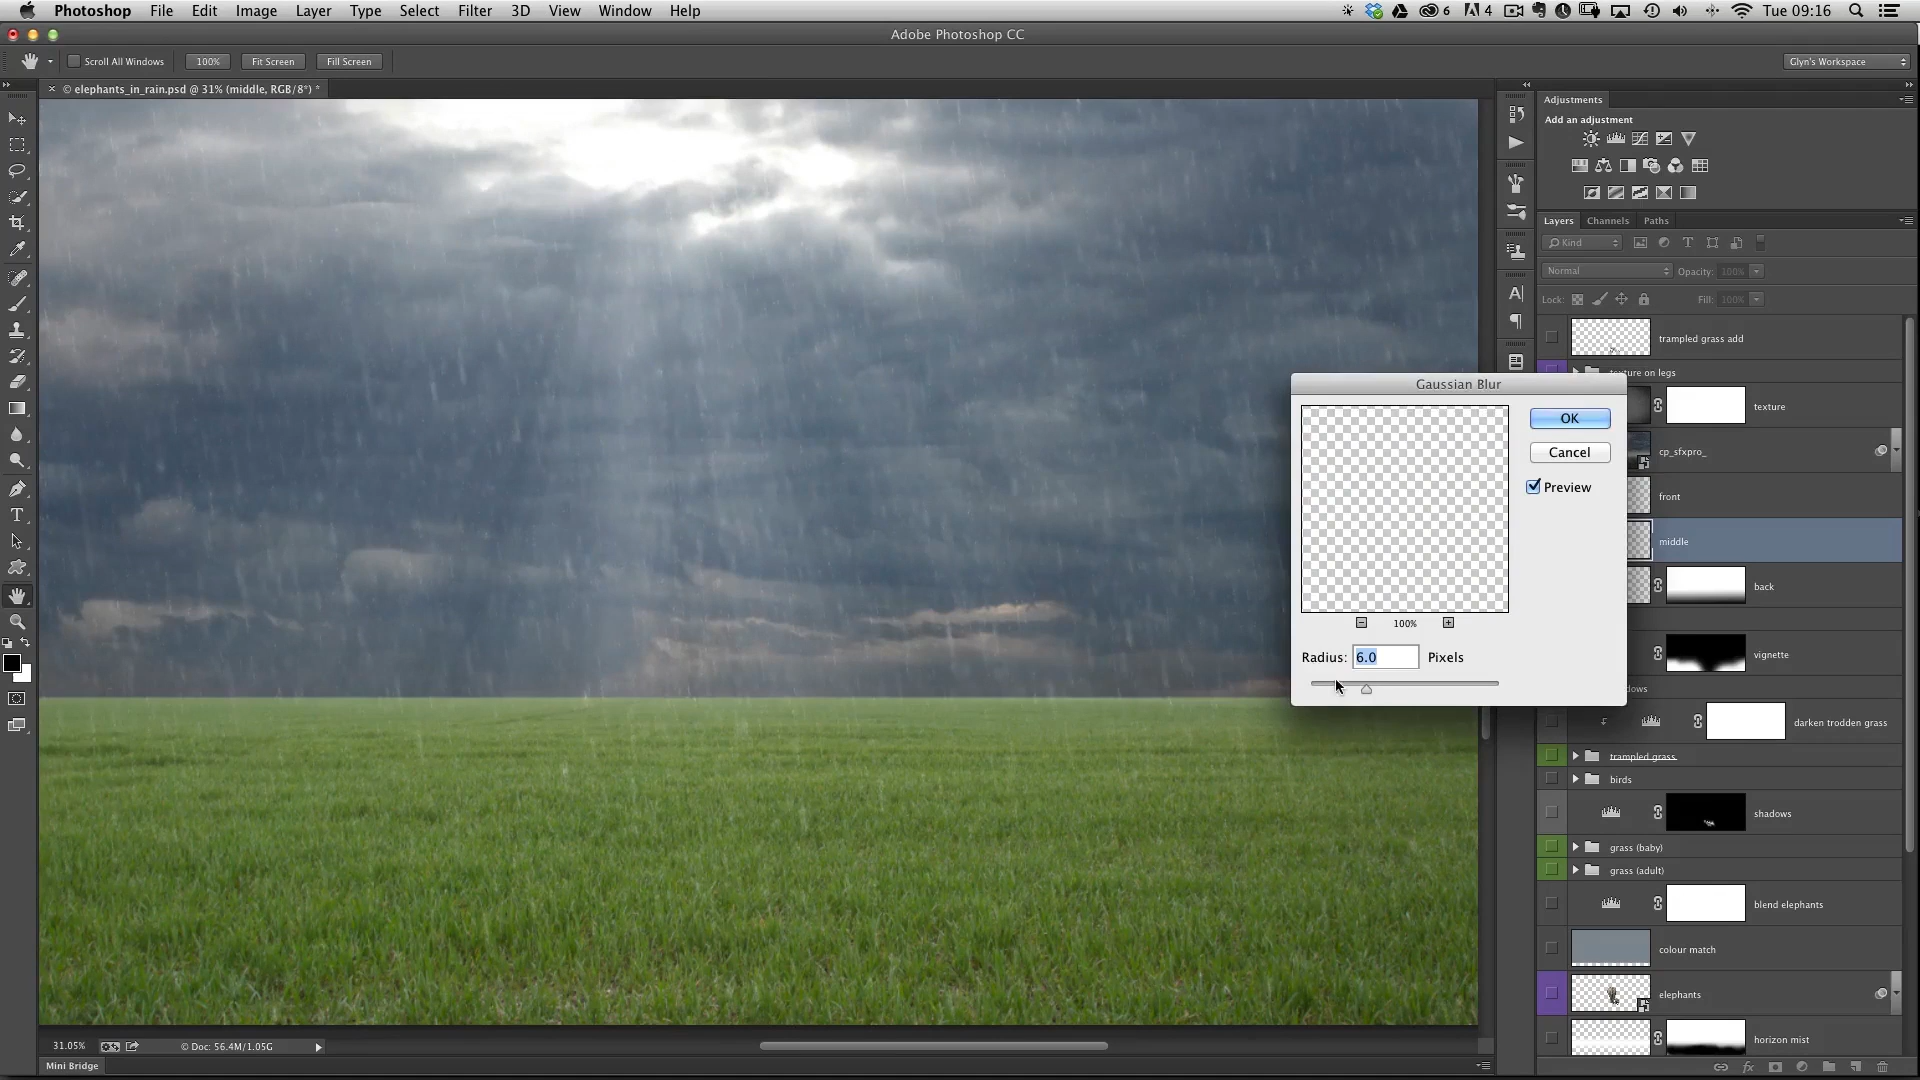 Photoshop File Edit Image Layer Type Select Filter 3D View Window Help 6 4 Tue 09:16
Adobe Photoshop CC
Scroll All Windows 100% Fit Screen Fill Screen Glyn's Workspace
× © elephants_in_rain.psd @ 31% (middle, RGB/8*) *
Adjustments
Add an adjustment
Layers Channels Paths
Kind
Normal Opacity: 100%
Lock: Fill: 100%
trampled grass add
texture on legs
texture
cp_sfxpro_
front
middle
back
vignette
dows
darken trodden grass
trampled grass
birds
shadows
grass (baby)
grass (adult)
blend elephants
colour match
elephants
horizon mist
Gaussian Blur
OK
Cancel
Preview
100%
Radius: 6.0 Pixels
31.05% © Doc: 56.4M/1.05G
Mini Bridge